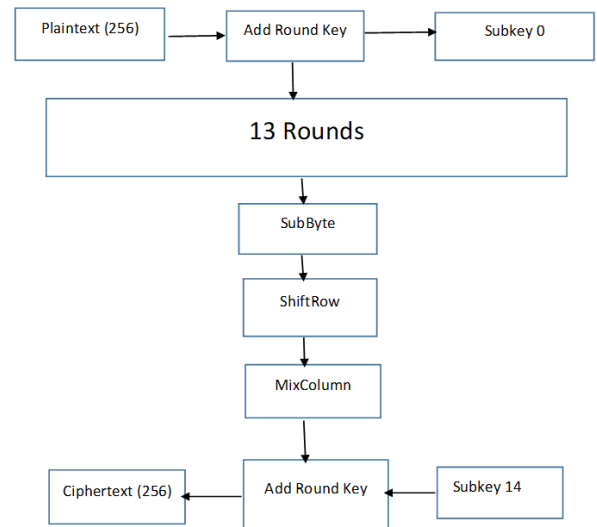 Plaintext (256)
Add Round Key
Subkey 0
13 Rounds
SubByte
ShiftRow
MixColumn
Ciphertext (256)
Add Round Key
Subkey 14